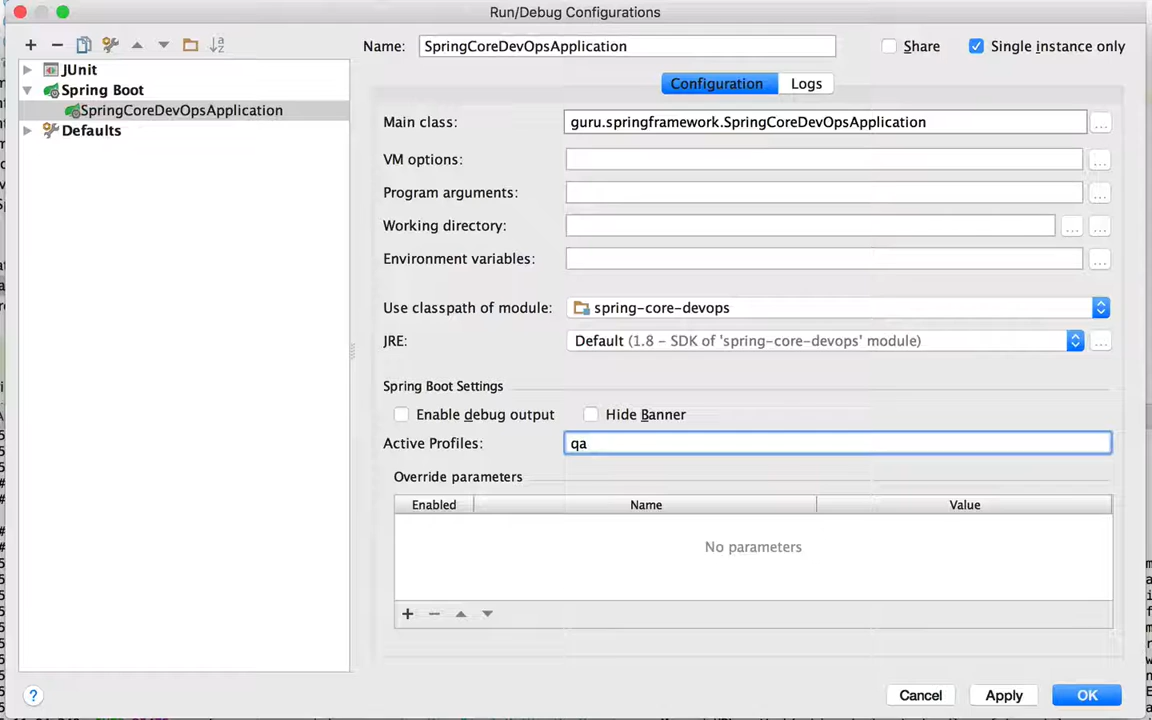 Run/Debug Configurations
Name: SpringCoreDevOpsApplication Share Single instance only
JUnit
Spring Boot
SpringCoreDevOpsApplication
Defaults
Configuration Logs
Main class: guru.springframework.SpringCoreDevOpsApplication ...
VM options: ...
Program arguments: ...
Working directory: ... ...
Environment variables: ...
Use classpath of module: spring-core-devops
JRE: Default (1.8 – SDK of 'spring-core-devops' module) ...
Spring Boot Settings
Enable debug output Hide Banner
Active Profiles: qa
Override parameters
Enabled Name Value
No parameters
? Cancel Apply OK